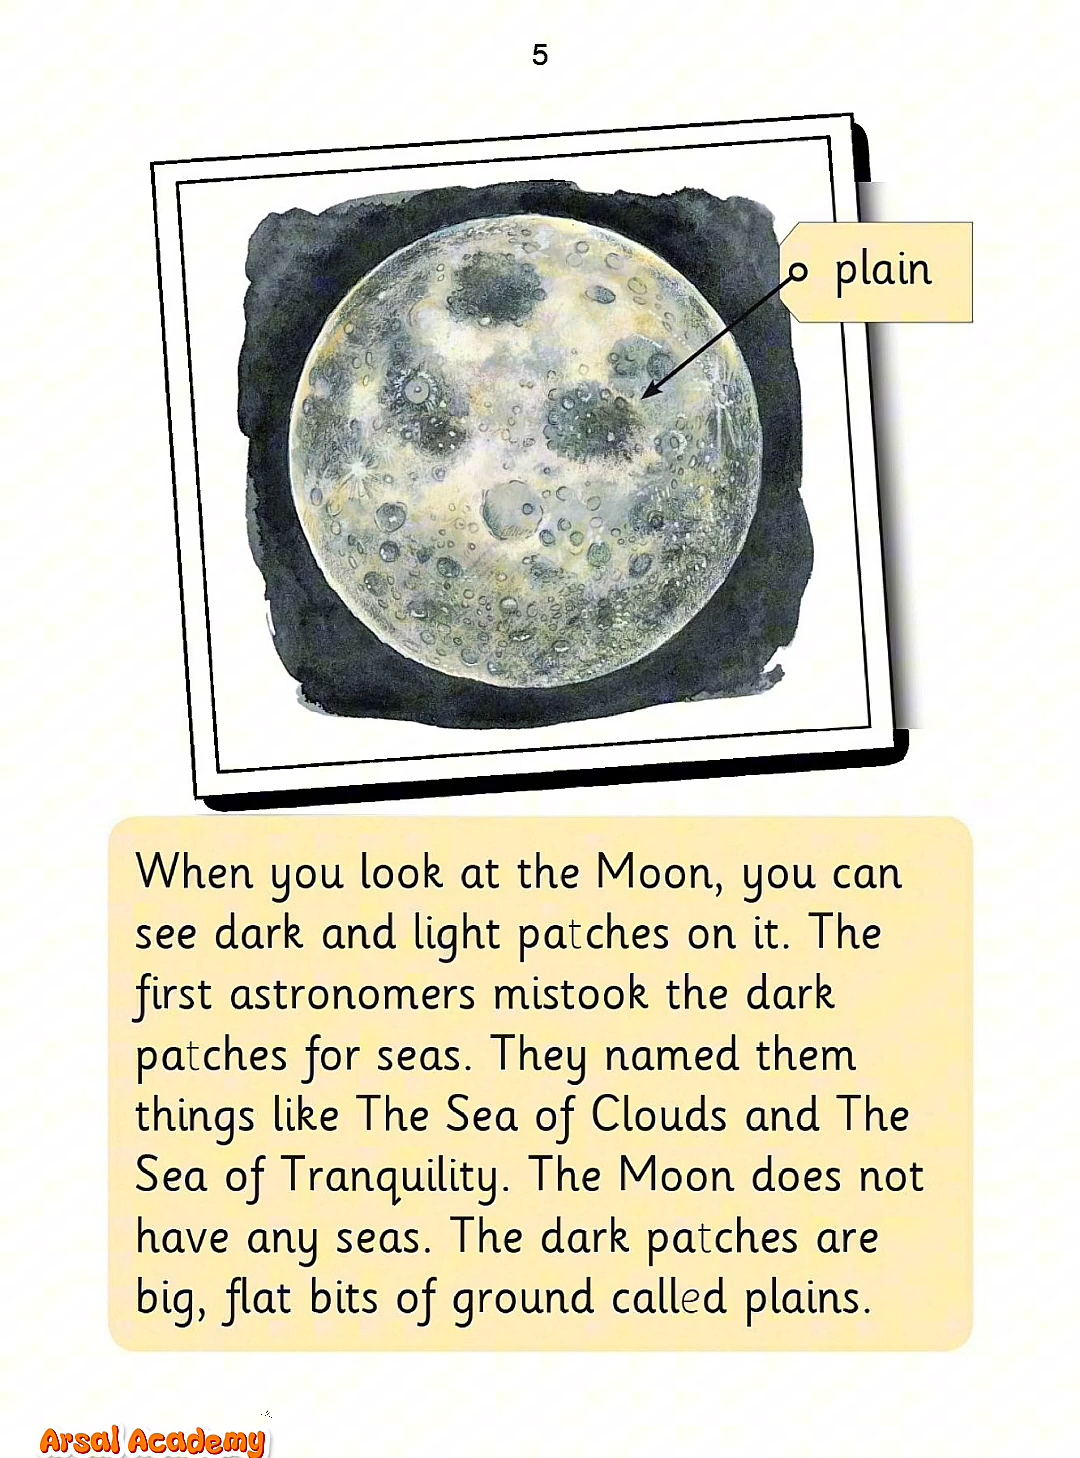 5
plain
When you look at the Moon, you can
see dark and light patches on it. The
first astronomers mistook the dark
patches for seas. They named them
things like The Sea of Clouds and The
Sea of Tranquility. The Moon does not
have any seas. The dark patches are
big, flat bits of ground called plains.
Arsal Academy